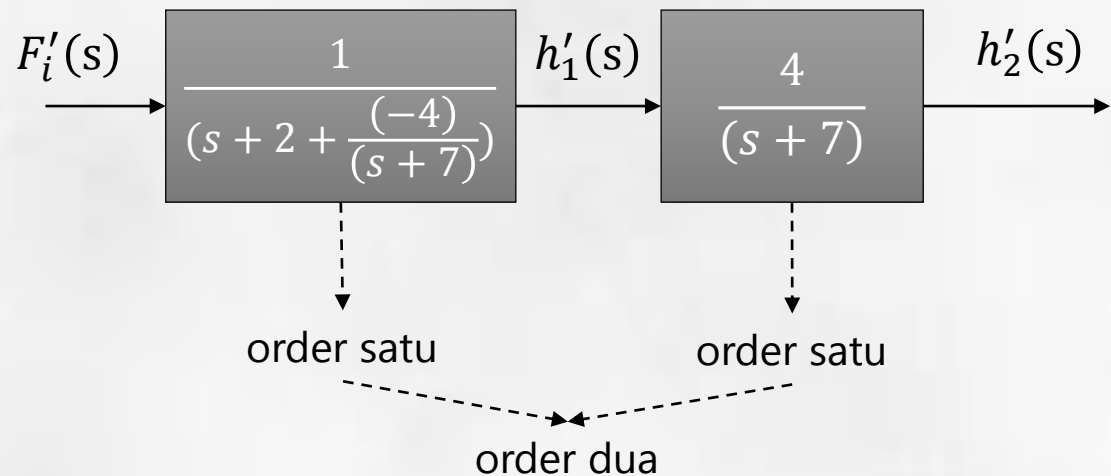 F′ᵢ(s)
1
(s + 2 + (−4)/(s + 7))
h′₁(s)
4
(s + 7)
h′₂(s)
order satu
order satu
order dua